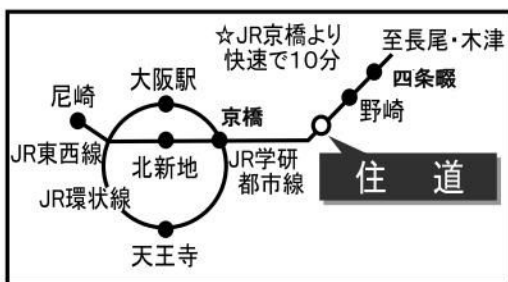 ☆JR京橋より
快速で10分
至長尾・木津
大阪駅
四条畷
尼崎
京橋
野崎
JR東西線
北新地
JR学研
都市線
住 道
JR環状線
天王寺